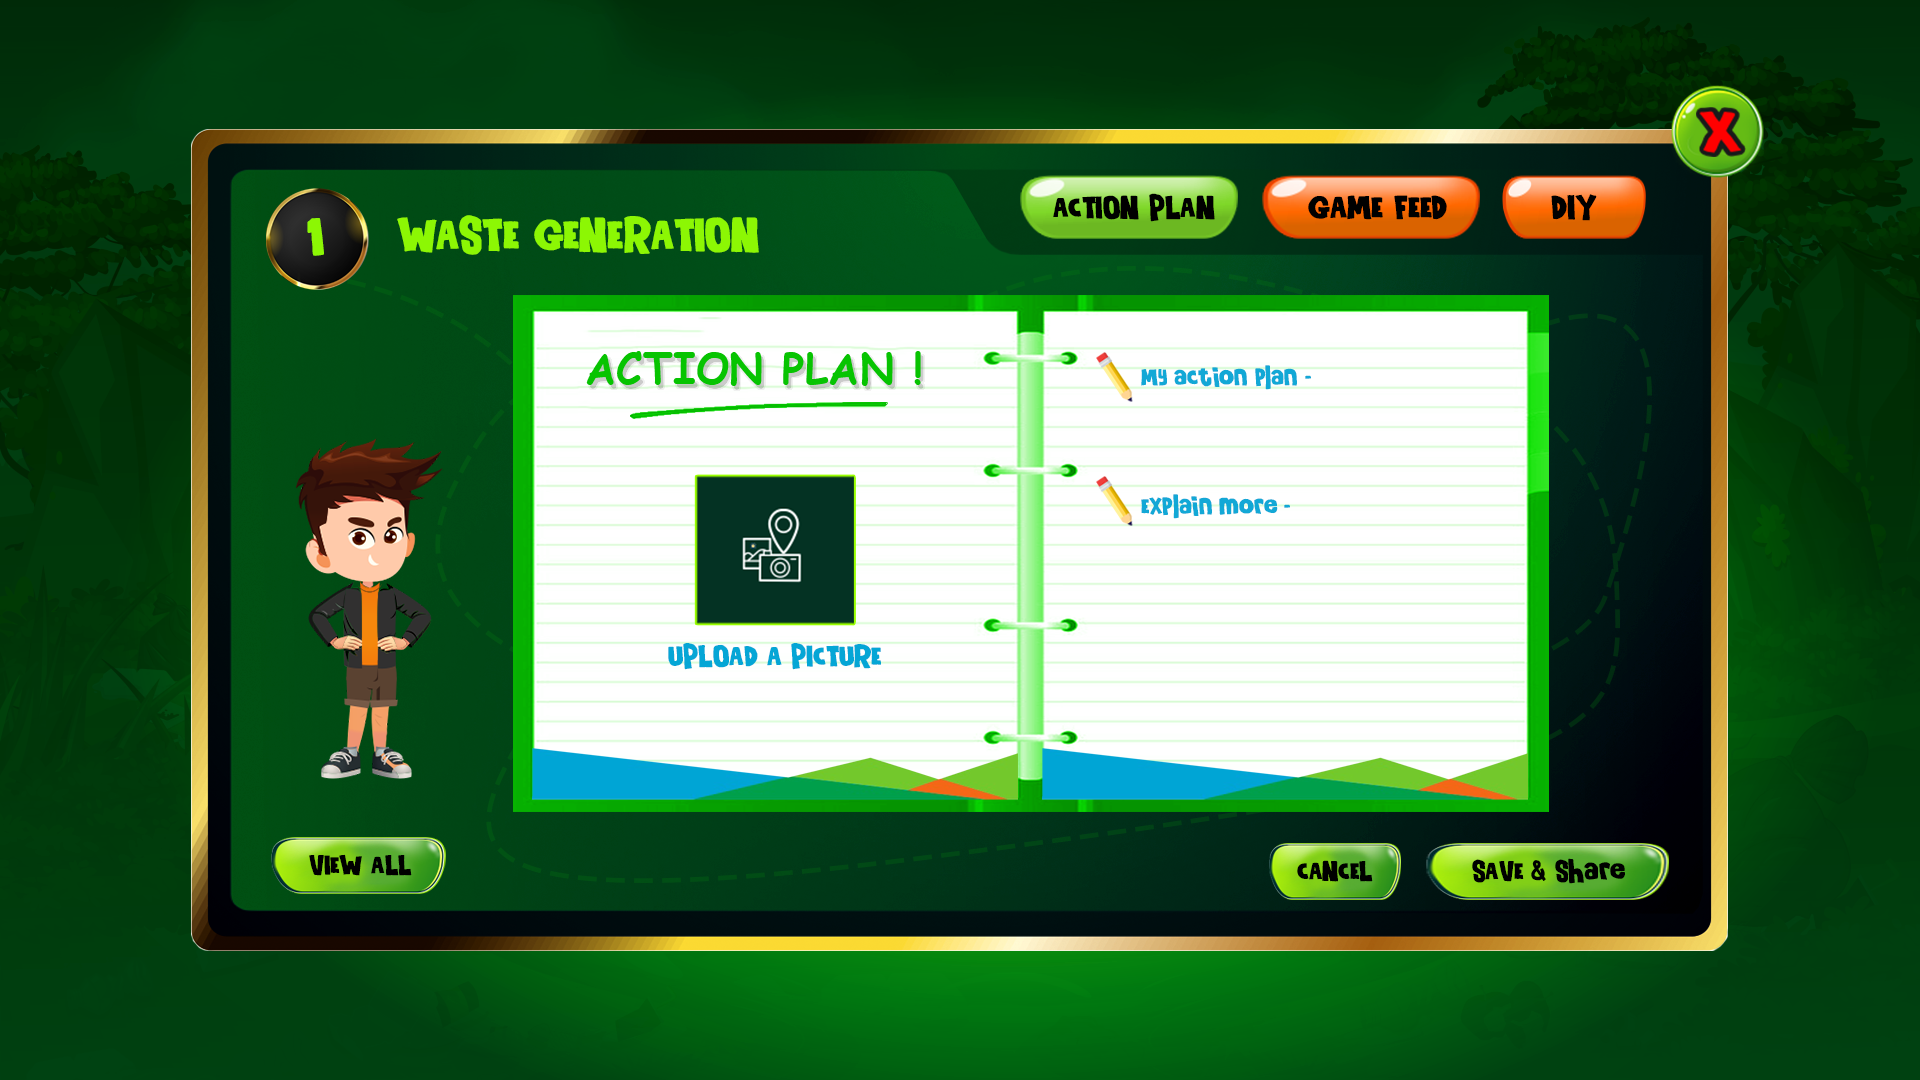 X
ACTION PLAN
GAME FEED
DIY
1
WASTE GENERATION
ACTION PLAN !
My action plan -
Explain more -
UPLOAD A PICTURE
VIEW ALL
CANCEL
SAVE & Share